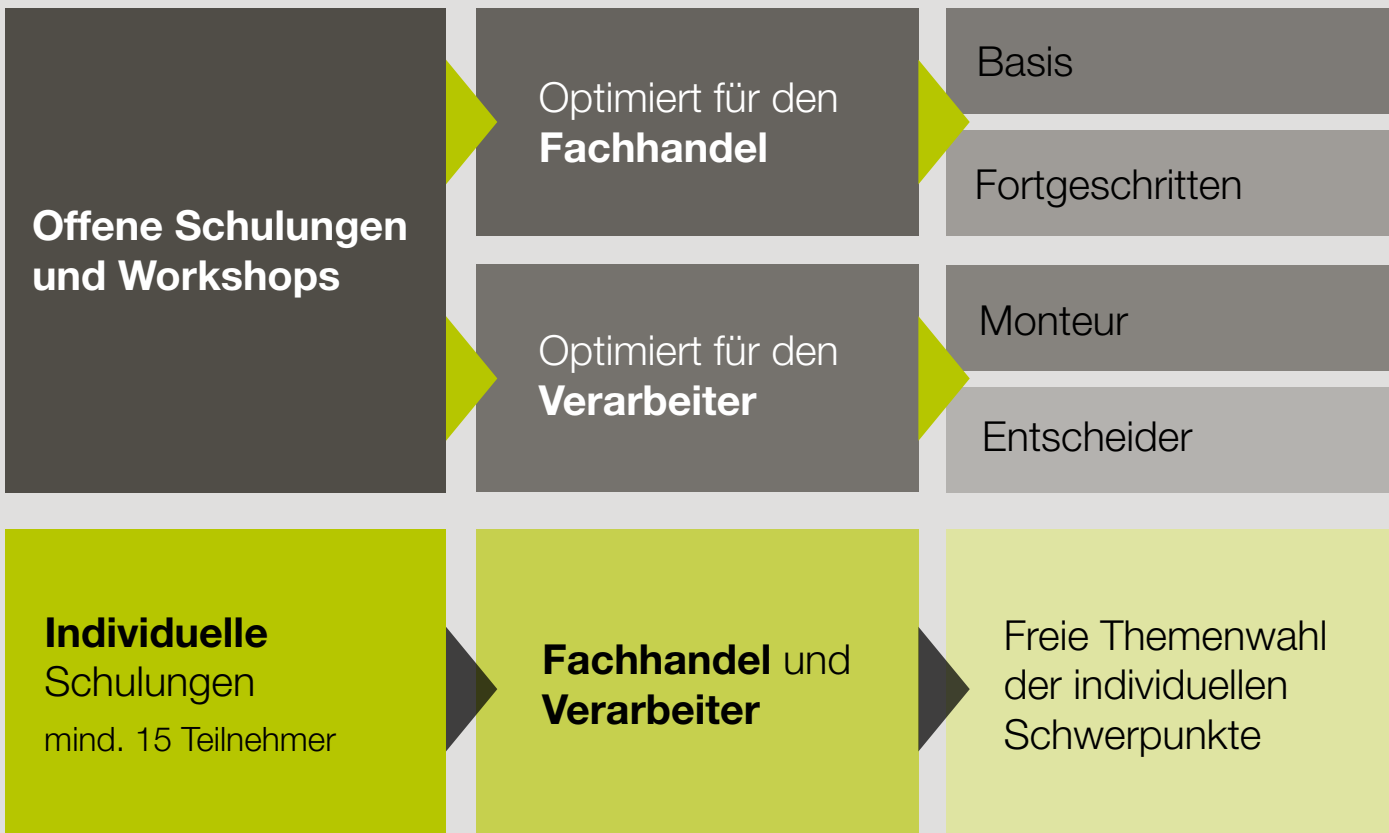 Offene Schulungen
und Workshops
Optimiert für den
Fachhandel
Basis
Fortgeschritten
Optimiert für den
Verarbeiter
Monteur
Entscheider
Individuelle
Schulungen
mind. 15 Teilnehmer
Fachhandel und
Verarbeiter
Freie Themenwahl
der individuellen
Schwerpunkte